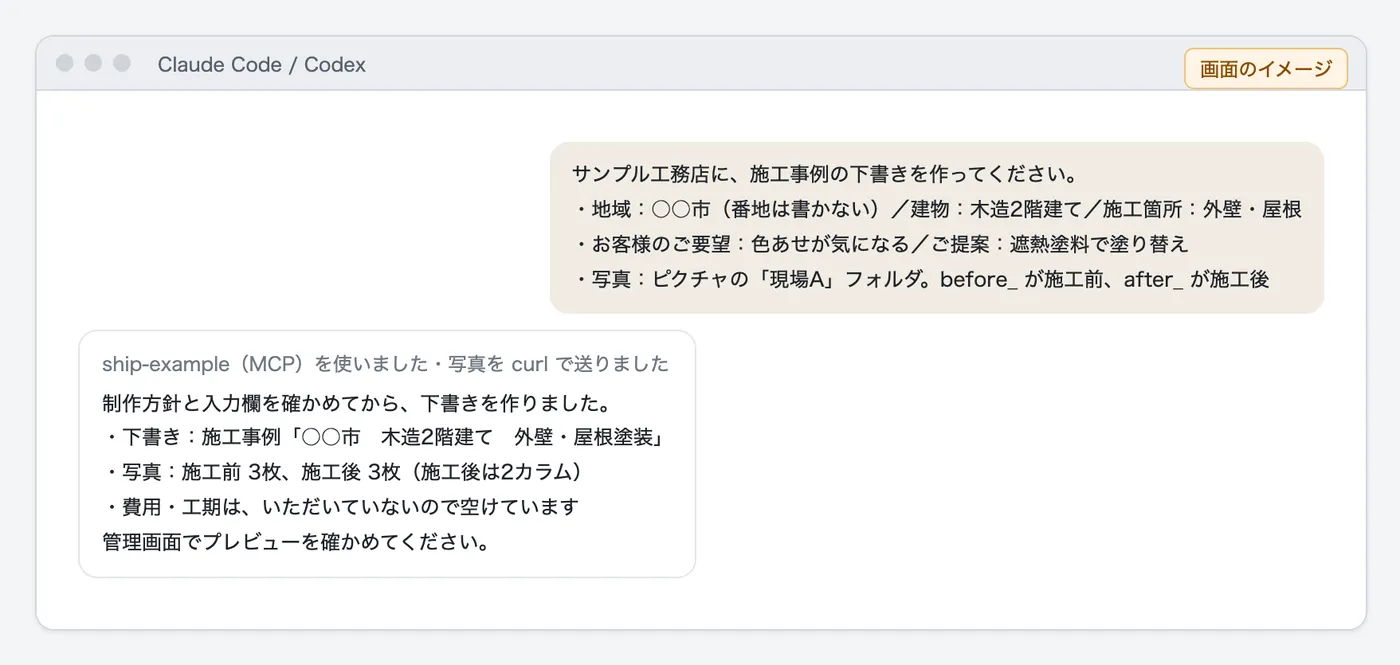 Claude Code / Codex
画面のイメージ
サンプル工務店に、施工事例の下書きを作ってください。
・地域：〇〇市（番地は書かない）／建物：木造2階建て／施工箇所：外壁・屋根
・お客様のご要望：色あせが気になる／ご提案：遮熱塗料で塗り替え
・写真：ピクチャの「現場A」フォルダ。before_ が施工前、after_ が施工後
ship-example（MCP）を使いました・写真を curl で送りました
制作方針と入力欄を確かめてから、下書きを作りました。
・下書き：施工事例「〇〇市　木造2階建て　外壁・屋根塗装」
・写真：施工前 3枚、施工後 3枚（施工後は2カラム）
・費用・工期は、いただいていないので空けています
管理画面でプレビューを確かめてください。